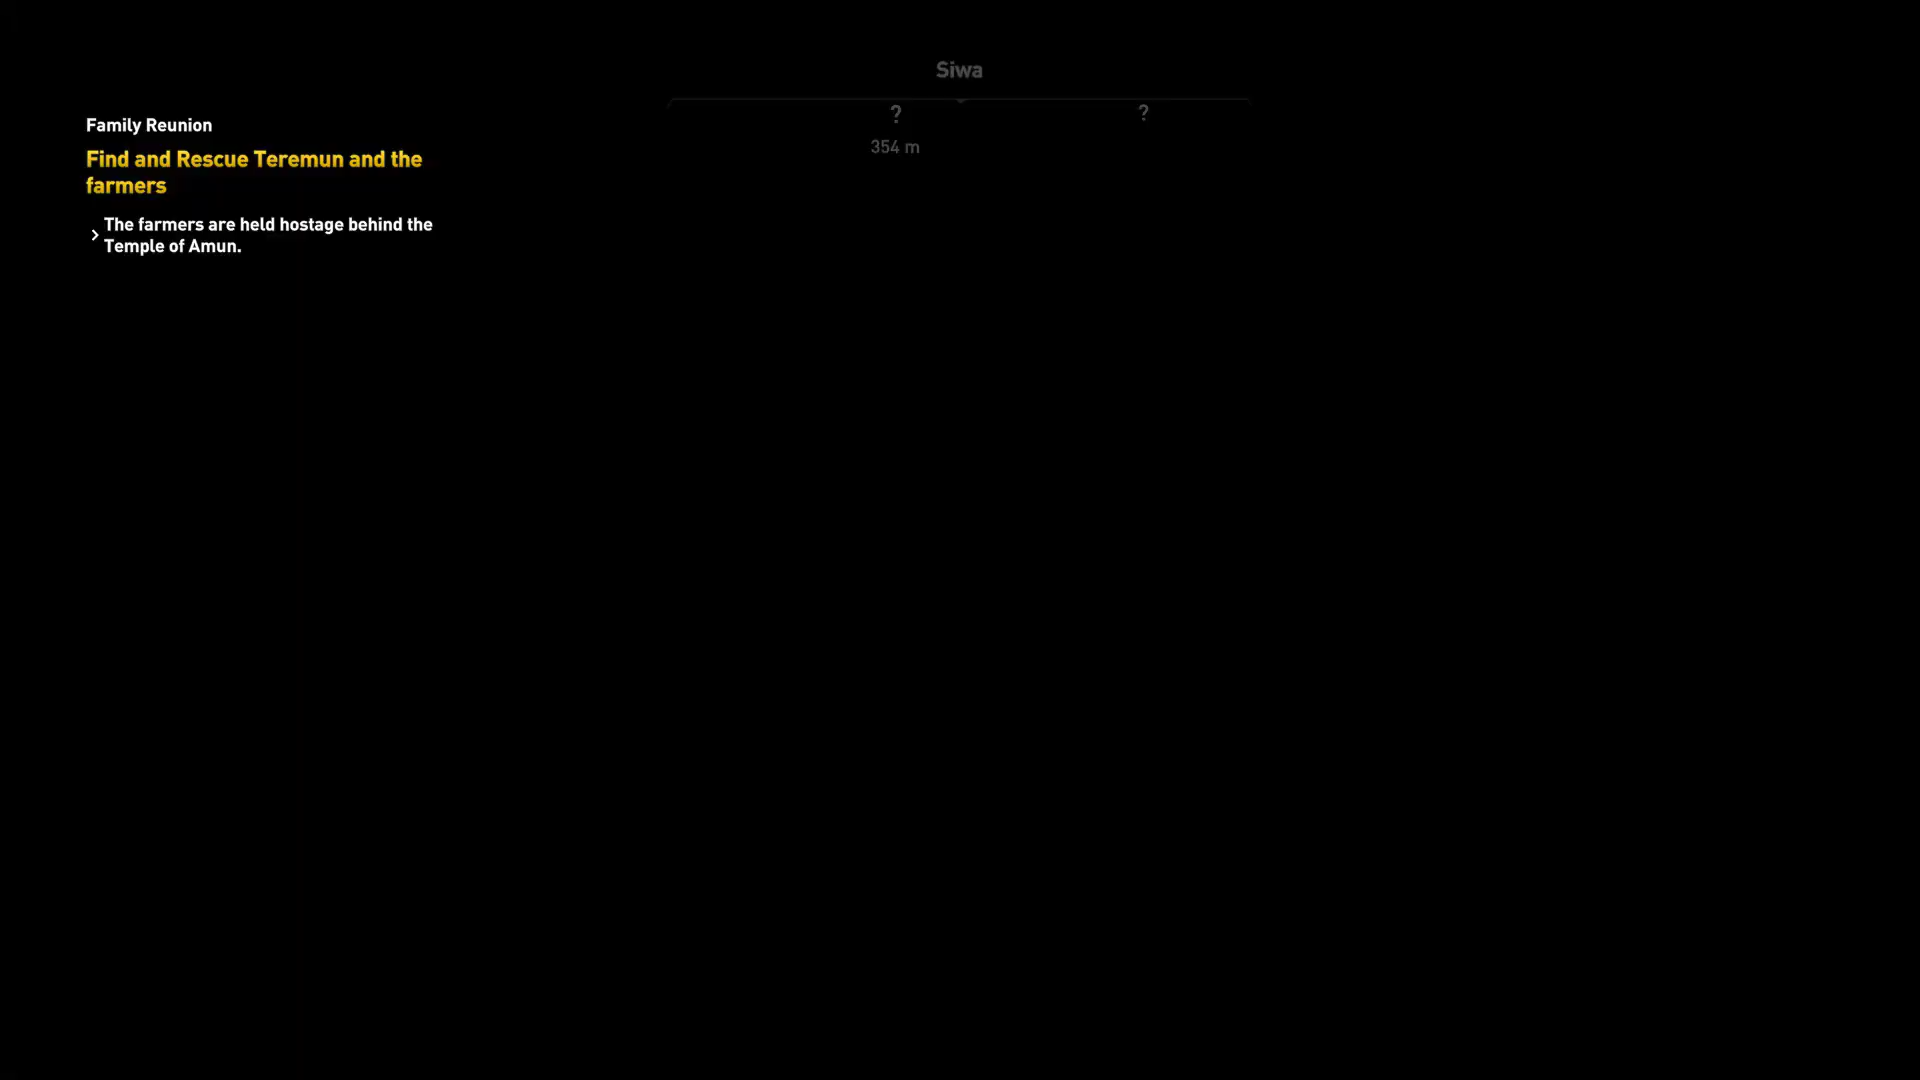 Siwa
?
?
354 m
Family Reunion
Find and Rescue Teremun and the
farmers
The farmers are held hostage behind the
Temple of Amun.